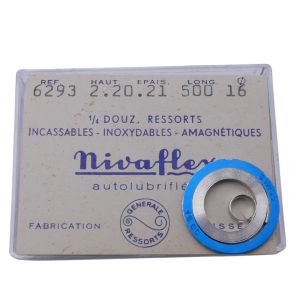 REF. HAUT EPAIS. LONG. Ø
6293 2.20.21 500 16
¼ DOUZ. RESSORTS
INCASSABLES - INOXYDABLES - AMAGNÉTIQUES
Nivaflex
autolubrifié
GENERALE RESSORTS
FABRICATION